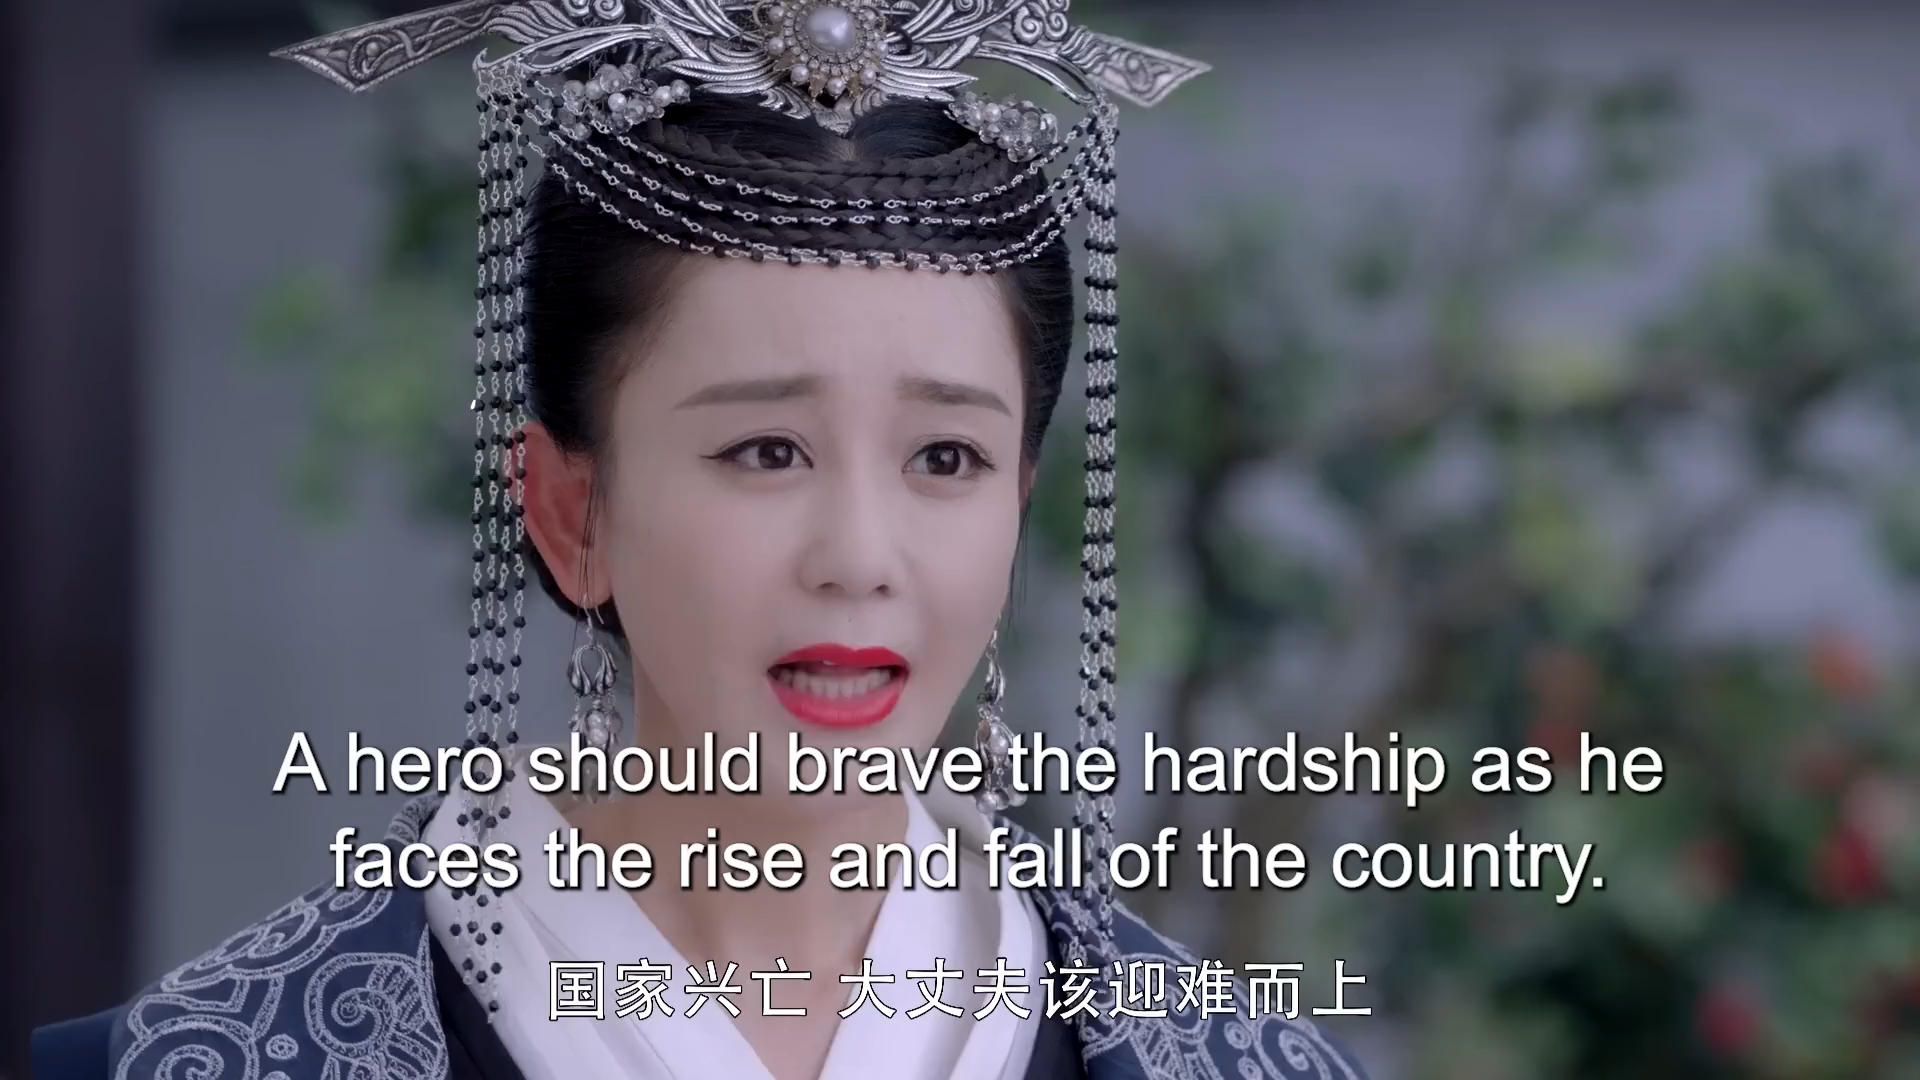 A hero should brave the hardship as he
faces the rise and fall of the country.
国家兴亡 大丈夫该迎难而上